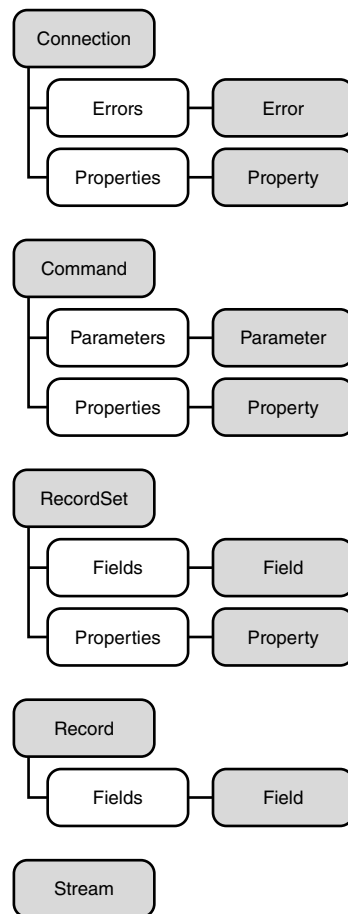 Connection
Errors
Error
Properties
Property
Command
Parameters
Parameter
Properties
Property
RecordSet
Fields
Field
Properties
Property
Record
Fields
Field
Stream